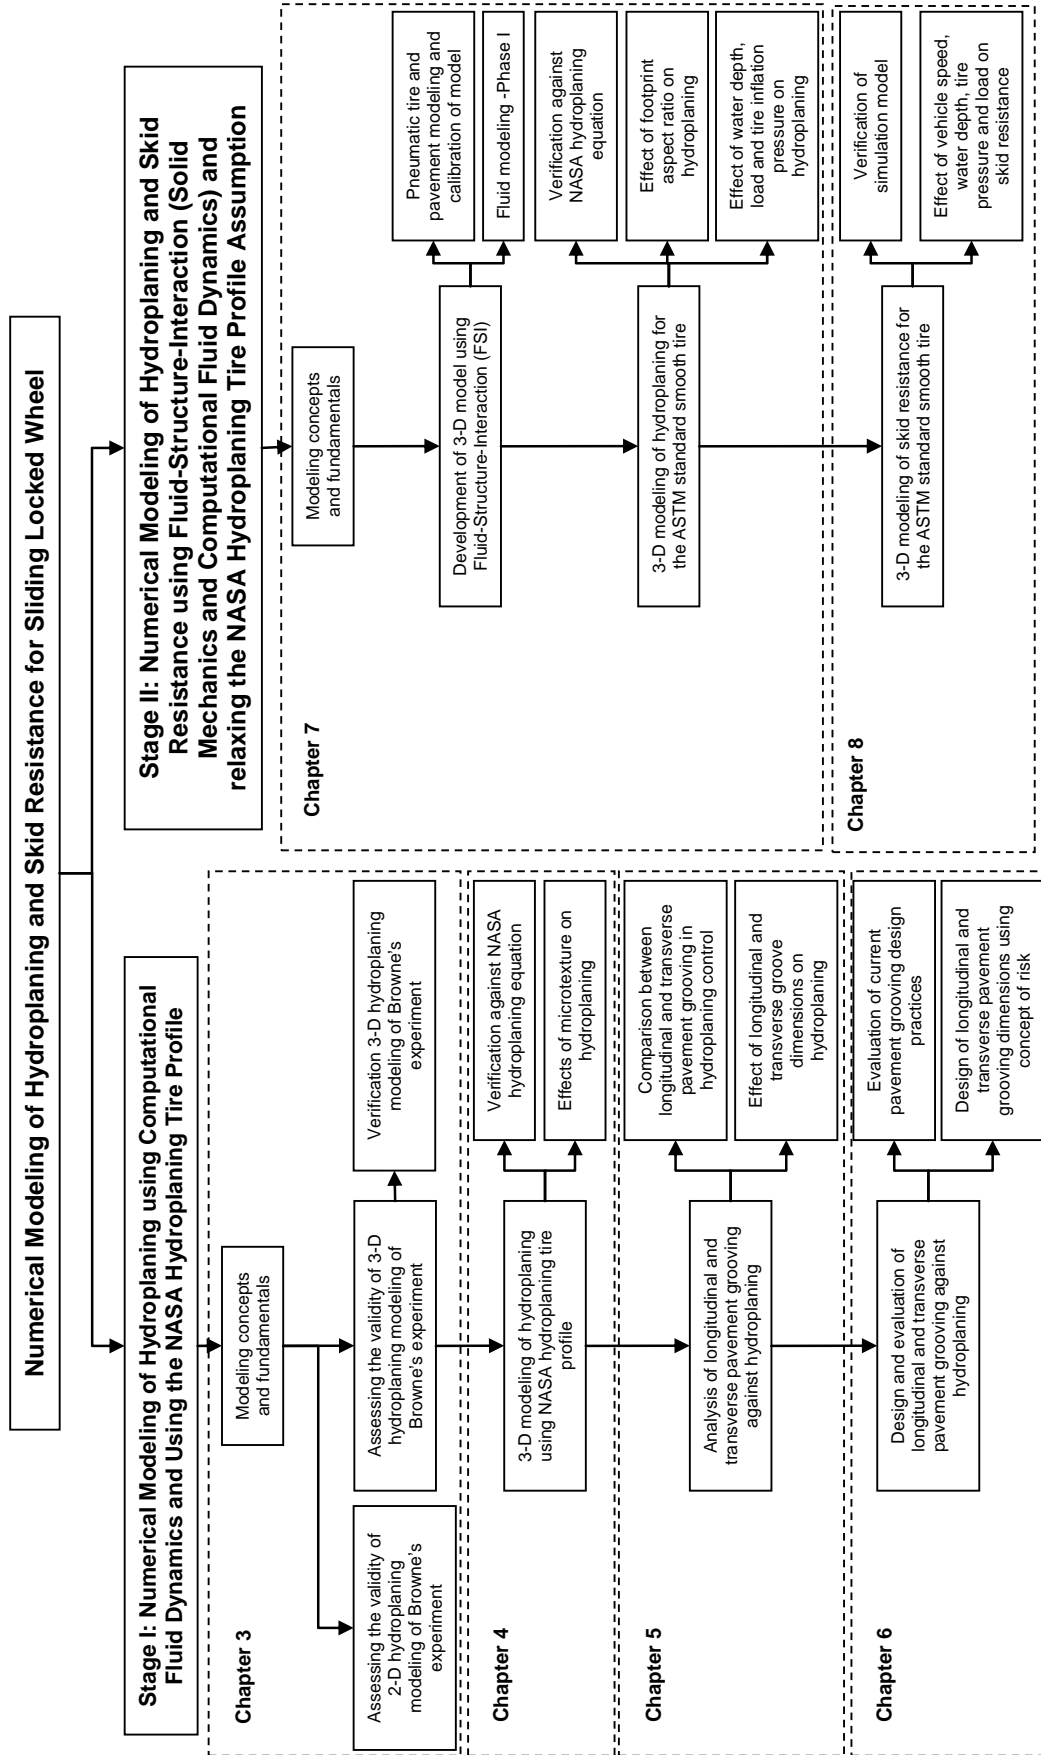 Numerical Modeling of Hydroplaning and Skid Resistance for Sliding Locked Wheel
Stage I: Numerical Modeling of Hydroplaning using Computational
Fluid Dynamics and Using the NASA Hydroplaning Tire Profile
Chapter 3
Modeling concepts
and fundamentals
Assessing the validity of
2-D hydroplaning
modeling of Browne's
experiment
Assessing the validity of 3-D
hydroplaning modeling of
Browne's experiment
Verification 3-D hydroplaning
modeling of Browne's
experiment
Chapter 4
3-D modeling of hydroplaning
using NASA hydroplaning tire
profile
Verification against NASA
hydroplaning equation
Effects of microtexture on
hydroplaning
Chapter 5
Analysis of longitudinal and
transverse pavement grooving
against hydroplaning
Comparison between
longitudinal and transverse
pavement grooving in
hydroplaning control
Effect of longitudinal and
transverse groove
dimensions on
hydroplaning
Chapter 6
Design and evaluation of
longitudinal and transverse
pavement grooving against
hydroplaning
Evaluation of current
pavement grooving design
practices
Design of longitudinal and
transverse pavement
grooving dimensions using
concept of risk
Stage II: Numerical Modeling of Hydroplaning and Skid
Resistance using Fluid-Structure-Interaction (Solid
Mechanics and Computational Fluid Dynamics) and
relaxing the NASA Hydroplaning Tire Profile Assumption
Chapter 7
Modeling concepts
and fundamentals
Development of 3-D model using
Fluid-Structure-Interaction (FSI)
Pneumatic tire and
pavement modeling and
calibration of model
Fluid modeling -Phase I
3-D modeling of hydroplaning for
the ASTM standard smooth tire
Verification against
NASA hydroplaning
equation
Effect of footprint
aspect ratio on
hydroplaning
Effect of water depth,
load and tire inflation
pressure on
hydroplaning
Chapter 8
3-D modeling of skid resistance for
the ASTM standard smooth tire
Verification of
simulation model
Effect of vehicle speed,
water depth, tire
pressure and load on
skid resistance